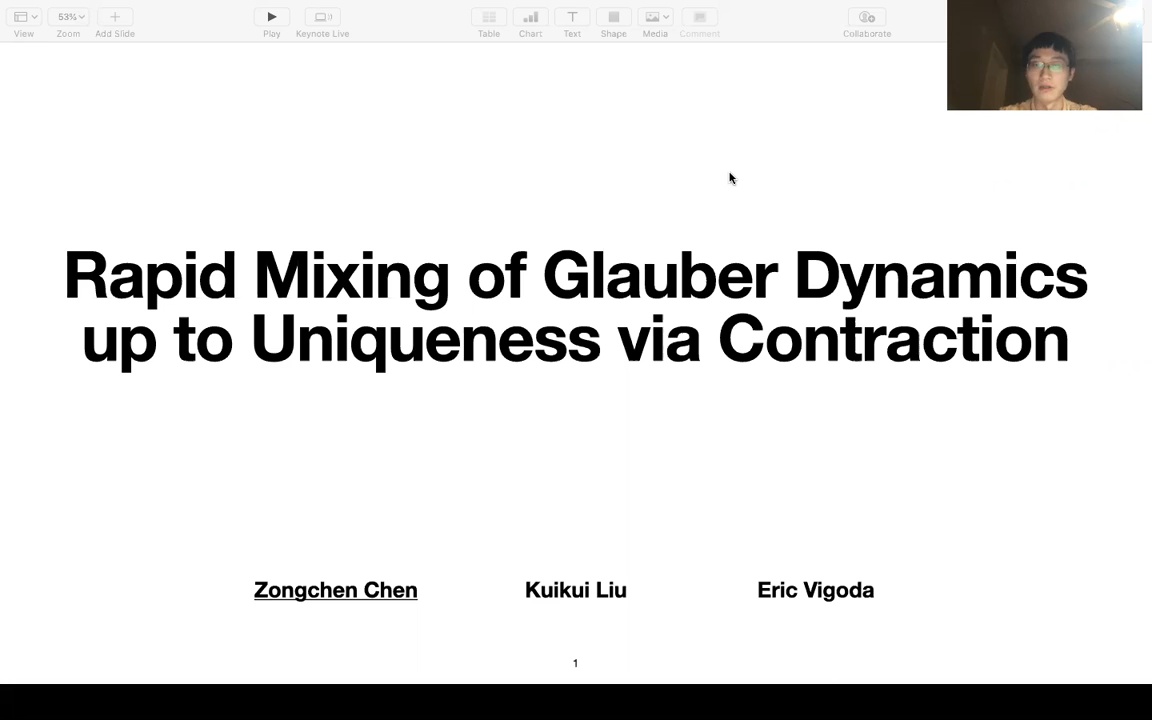 53%
View
Zoom
Add Slide
Play
Keynote Live
Table
Chart
Text
Shape
Media
Comment
Collaborate
Rapid Mixing of Glauber Dynamics
up to Uniqueness via Contraction
Zongchen Chen
Kuikui Liu
Eric Vigoda
1